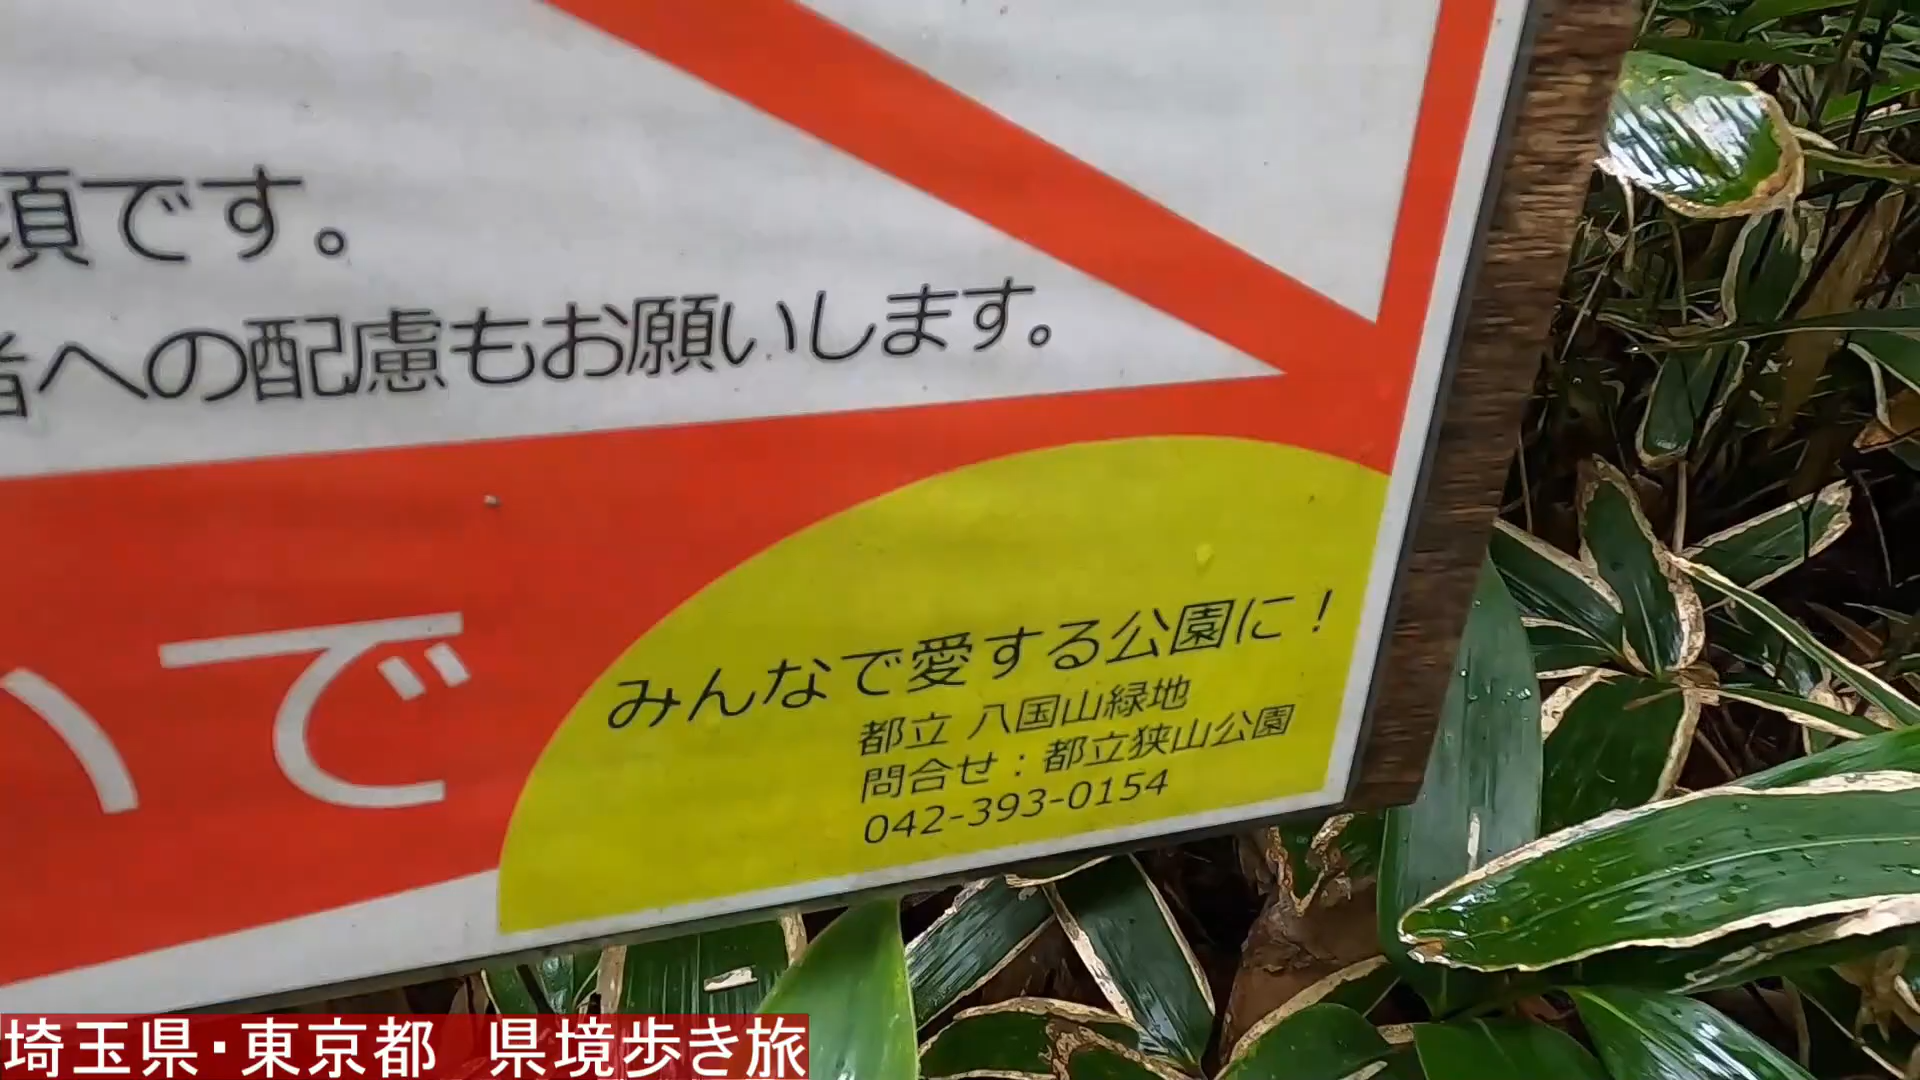 頃です。
者への配慮もお願いします。
いで
みんなで愛する公園に！
都立 八国山緑地
問合せ：都立狭山公園
042-393-0154
埼玉県・東京都　県境歩き旅